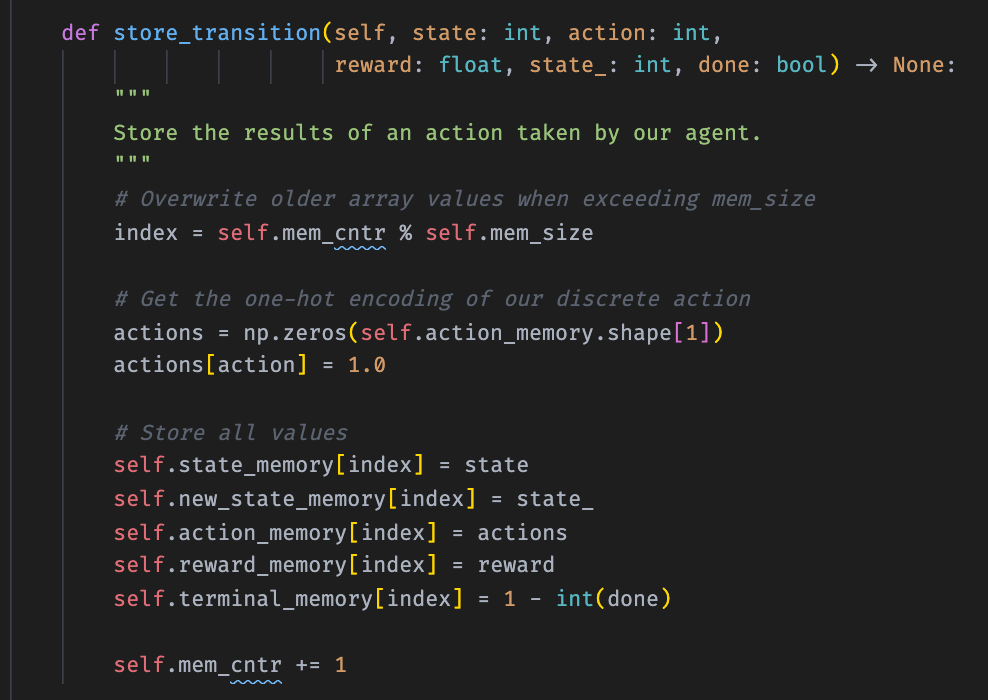 def store_transition(self, state: int, action: int,
reward: float, state_: int, done: bool) → None:
"""
Store the results of an action taken by our agent.
"""
# Overwrite older array values when exceeding mem_size
index = self.mem_cntr % self.mem_size
# Get the one-hot encoding of our discrete action
actions = np.zeros(self.action_memory.shape[1])
actions[action] = 1.0
# Store all values
self.state_memory[index] = state
self.new_state_memory[index] = state_
self.action_memory[index] = actions
self.reward_memory[index] = reward
self.terminal_memory[index] = 1 - int(done)
self.mem_cntr += 1